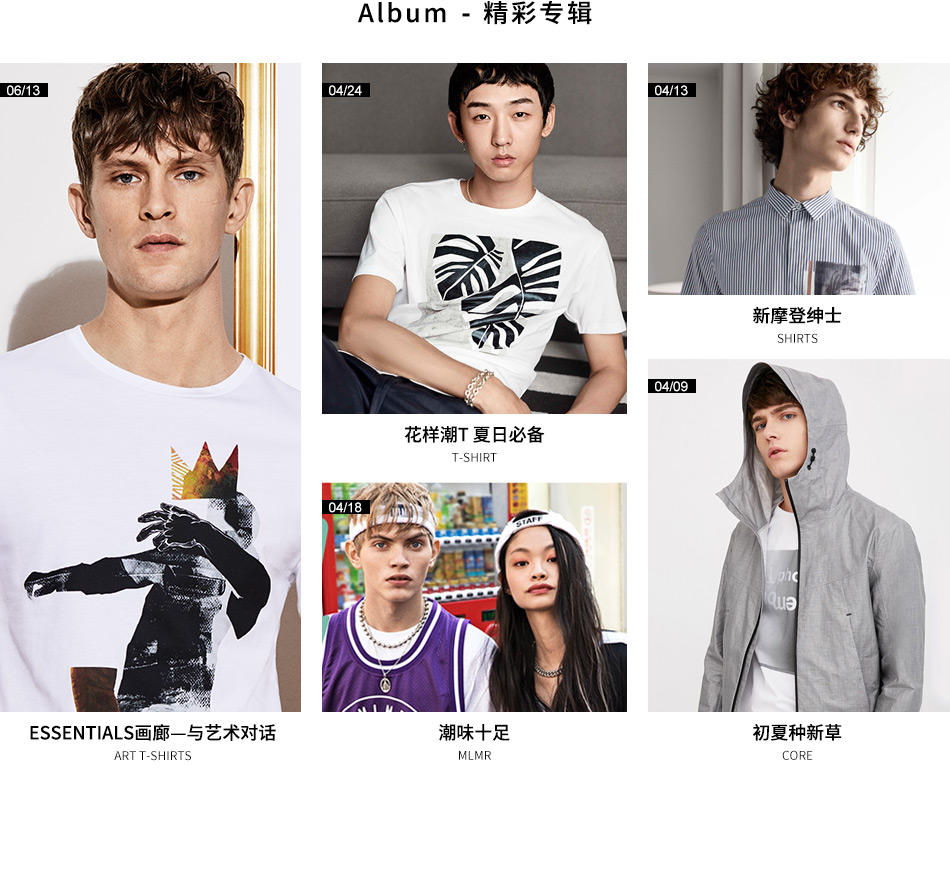 Album - 精彩专辑
06/13
ESSENTIALS画廊—与艺术对话
ART T-SHIRTS
04/24
花样潮T 夏日必备
T-SHIRT
04/18
STAFF
潮味十足
MLMR
04/13
新摩登绅士
SHIRTS
04/09
初夏种新草
CORE